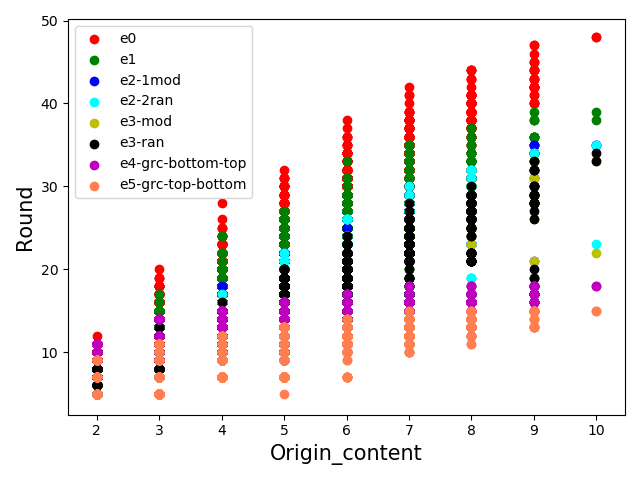 50
40
30
20
10
Round
e0
e1
e2-1mod
e2-2ran
e3-mod
e3-ran
e4-grc-bottom-top
e5-grc-top-bottom
2 3 4 5 6 7 8 9 10
Origin_content